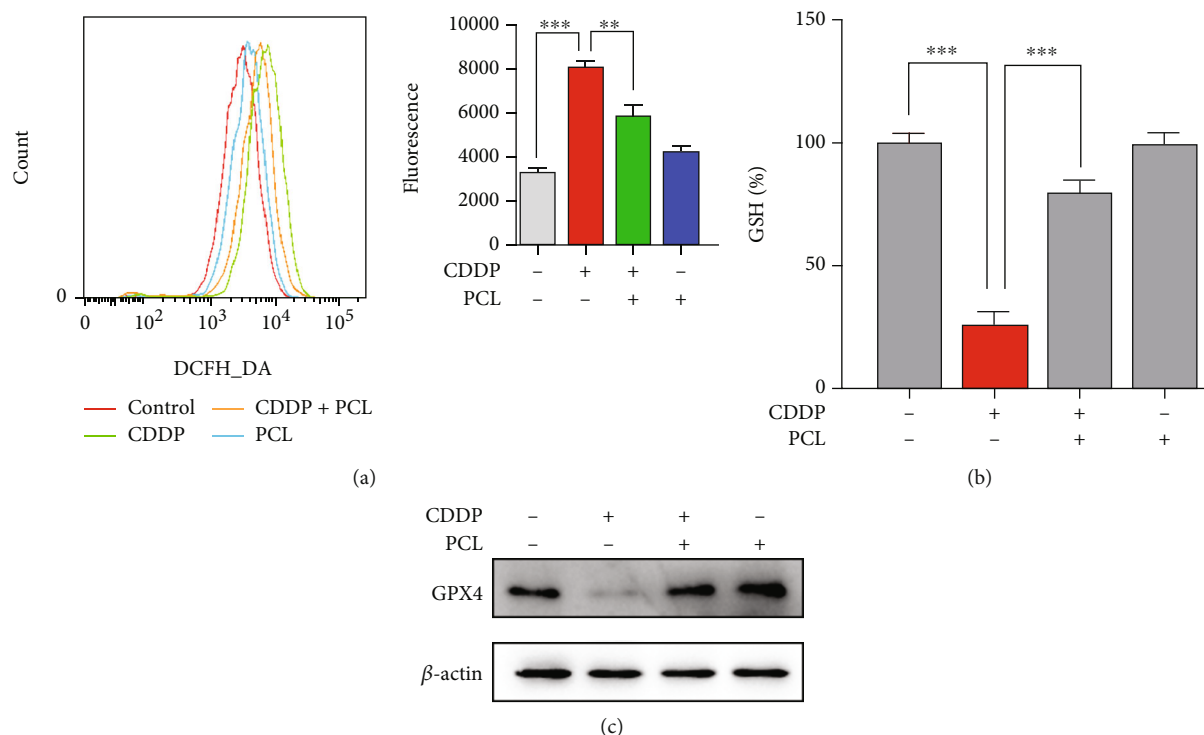 Count
0
0 10² 10³ 10⁴ 10⁵
DCFH_DA
Control
CDDP + PCL
CDDP
PCL
Fluorescence
10000
8000
6000
4000
2000
0
*** **
CDDP – + + –
PCL – – + +
(a)
GSH (%)
150
100
50
0
*** ***
CDDP – + + –
PCL – – + +
(b)
CDDP – + + –
PCL – – + +
GPX4
β-actin
(c)